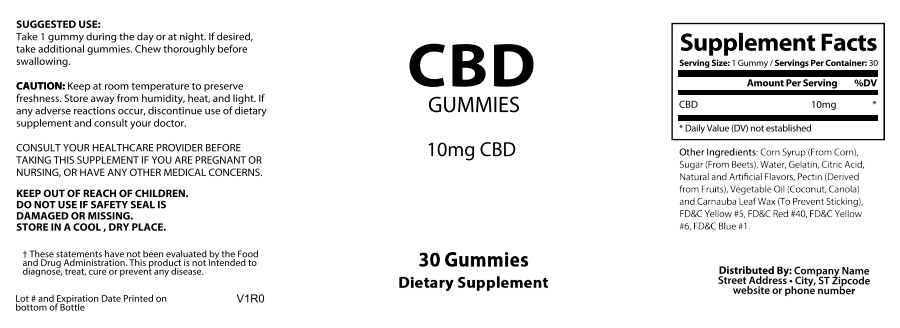 SUGGESTED USE:
Take 1 gummy during the day or at night. If desired,
take additional gummies. Chew thoroughly before
swallowing.
CAUTION: Keep at room temperature to preserve
freshness. Store away from humidity, heat, and light. If
any adverse reactions occur, discontinue use of dietary
supplement and consult your doctor.
CONSULT YOUR HEALTHCARE PROVIDER BEFORE
TAKING THIS SUPPLEMENT IF YOU ARE PREGNANT OR
NURSING, OR HAVE ANY OTHER MEDICAL CONCERNS.
KEEP OUT OF REACH OF CHILDREN.
DO NOT USE IF SAFETY SEAL IS
DAMAGED OR MISSING.
STORE IN A COOL , DRY PLACE.
† These statements have not been evaluated by the Food
and Drug Administration. This product is not intended to
diagnose, treat, cure or prevent any disease.
Lot # and Expiration Date Printed on
bottom of Bottle
V1R0
CBD
GUMMIES
10mg CBD
30 Gummies
Dietary Supplement
Supplement Facts
Serving Size: 1 Gummy / Servings Per Container: 30
Amount Per Serving %DV
CBD 10mg *
* Daily Value (DV) not established
Other Ingredients: Corn Syrup (From Corn),
Sugar (From Beets), Water, Gelatin, Citric Acid,
Natural and Artificial Flavors, Pectin (Derived
from Fruits), Vegetable Oil (Coconut, Canola)
and Carnauba Leaf Wax (To Prevent Sticking),
FD&C Yellow #5, FD&C Red #40, FD&C Yellow
#6, FD&C Blue #1.
Distributed By: Company Name
Street Address • City, ST Zipcode
website or phone number